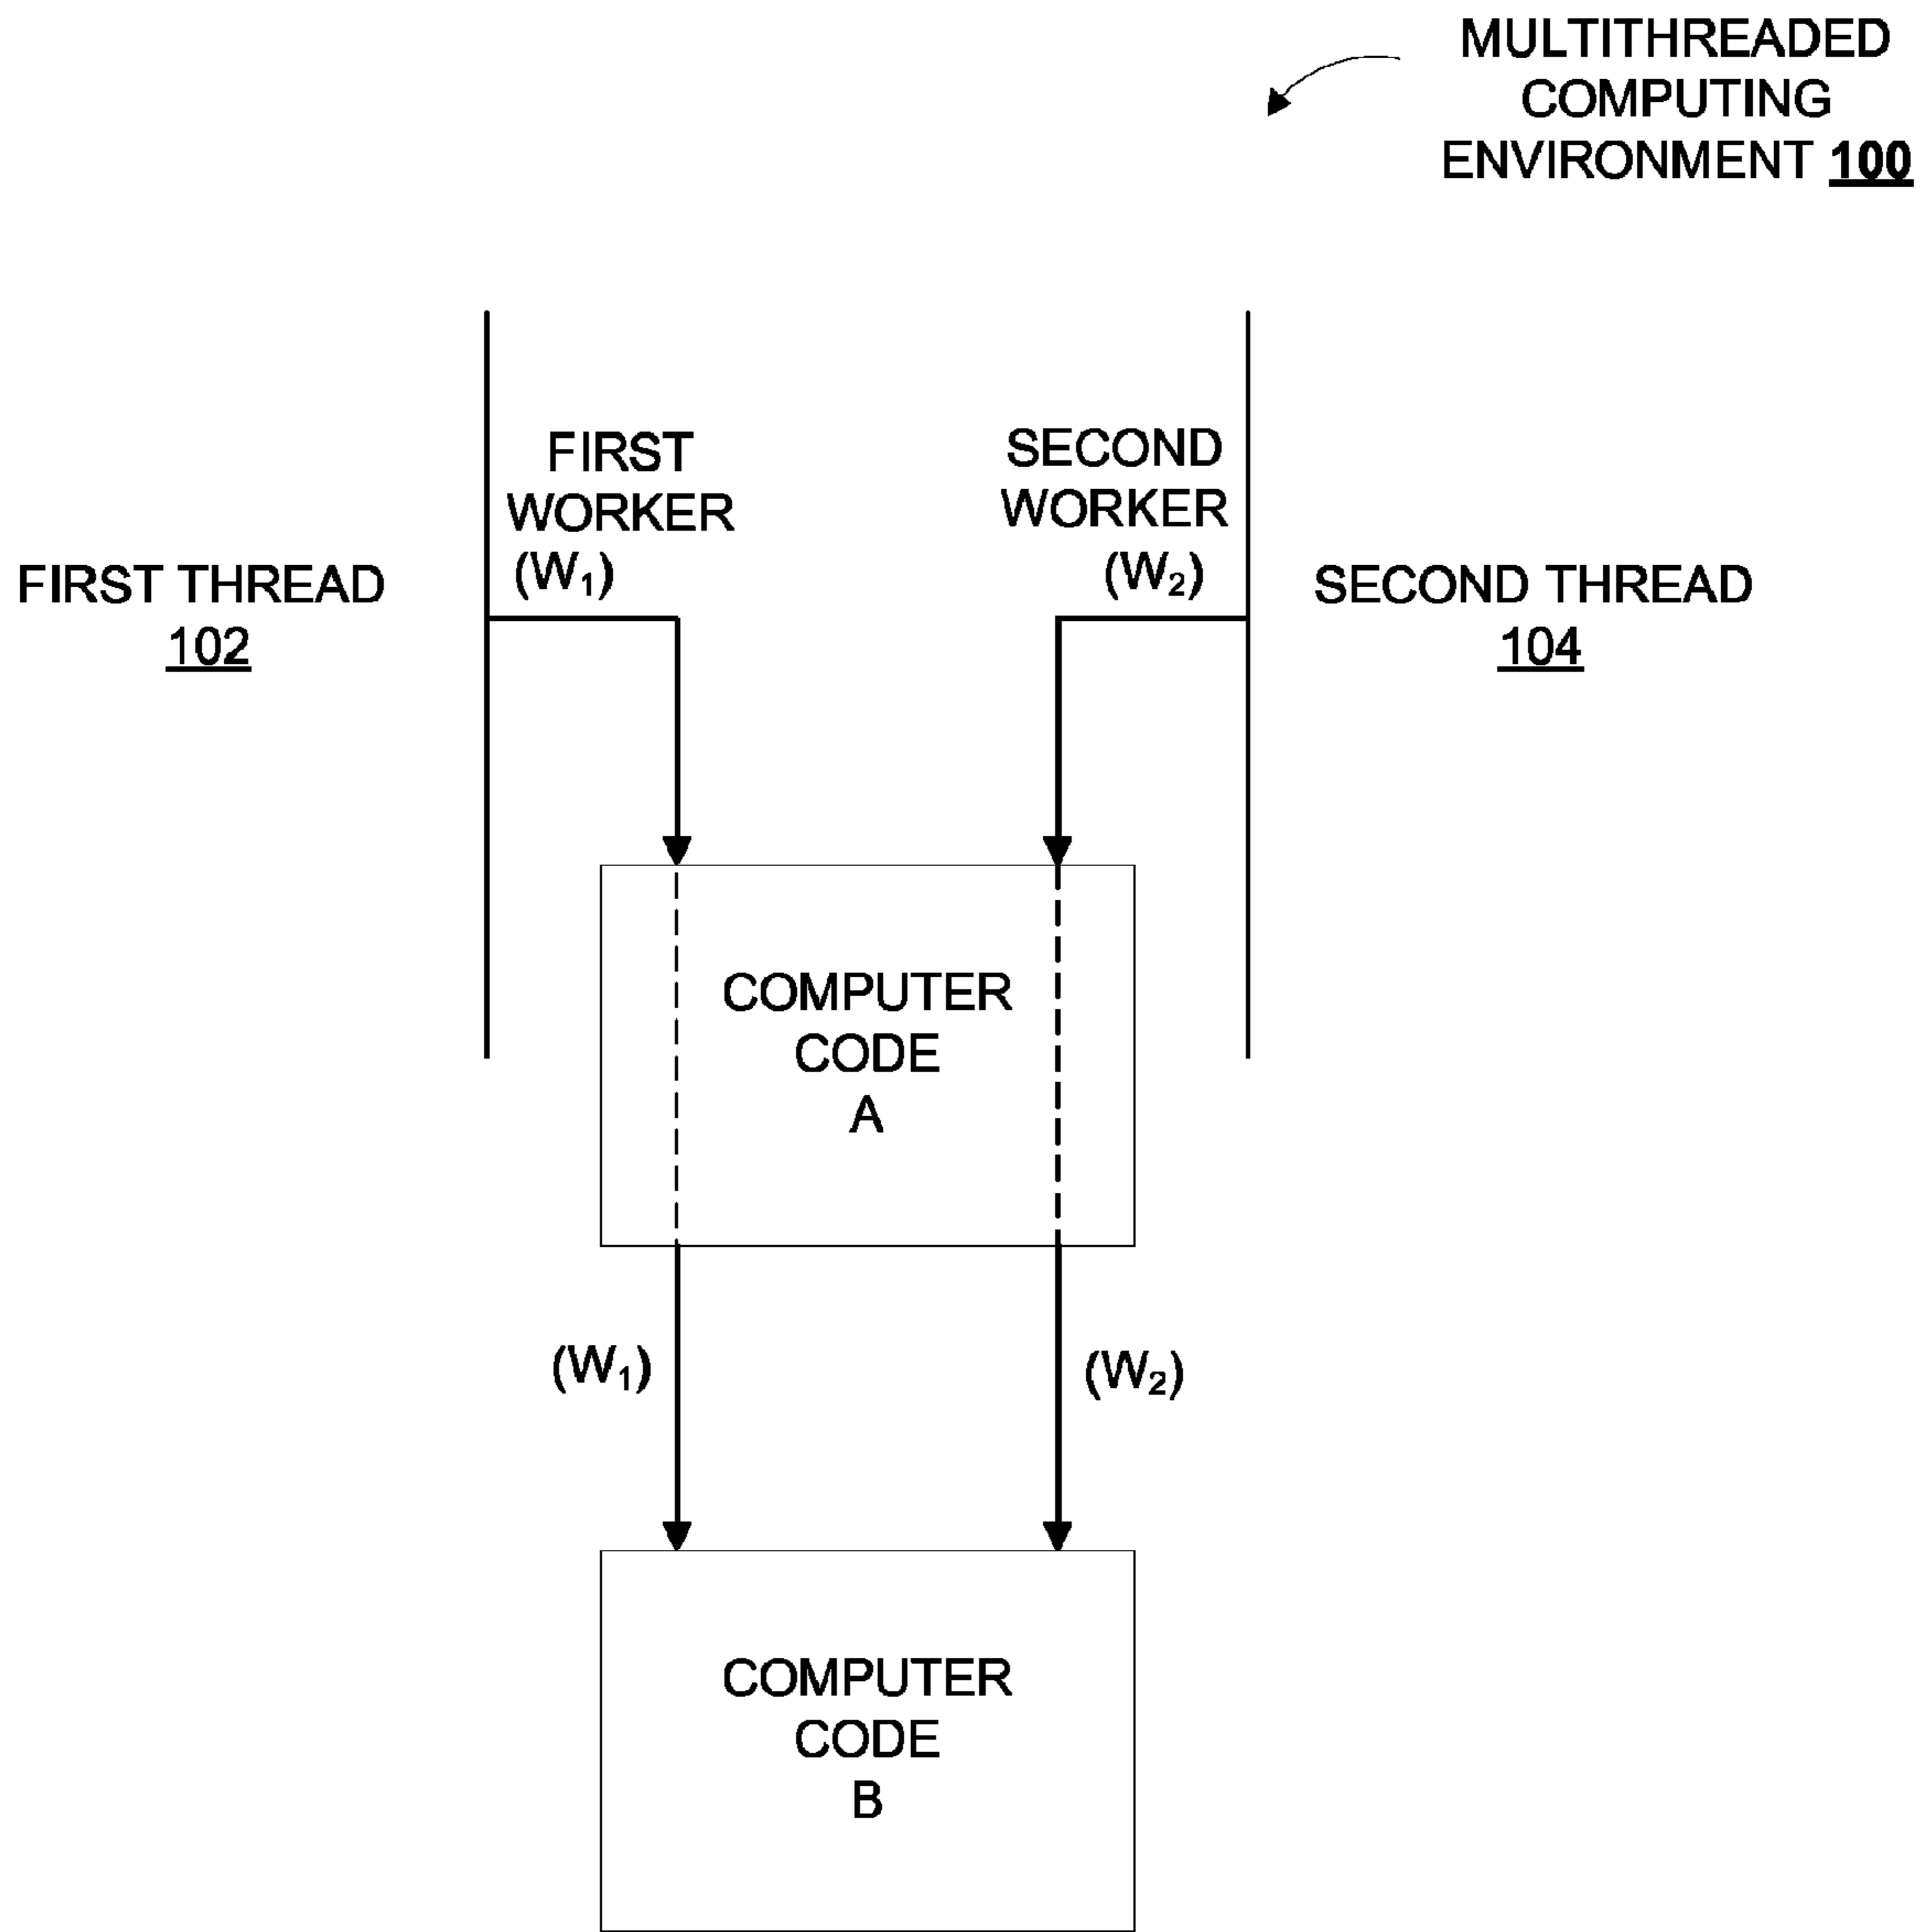 MULTITHREADED
COMPUTING
ENVIRONMENT 100
FIRST
WORKER
(W₁)
SECOND
WORKER
(W₂)
FIRST THREAD
102
SECOND THREAD
104
COMPUTER
CODE
A
(W₁)
(W₂)
COMPUTER
CODE
B